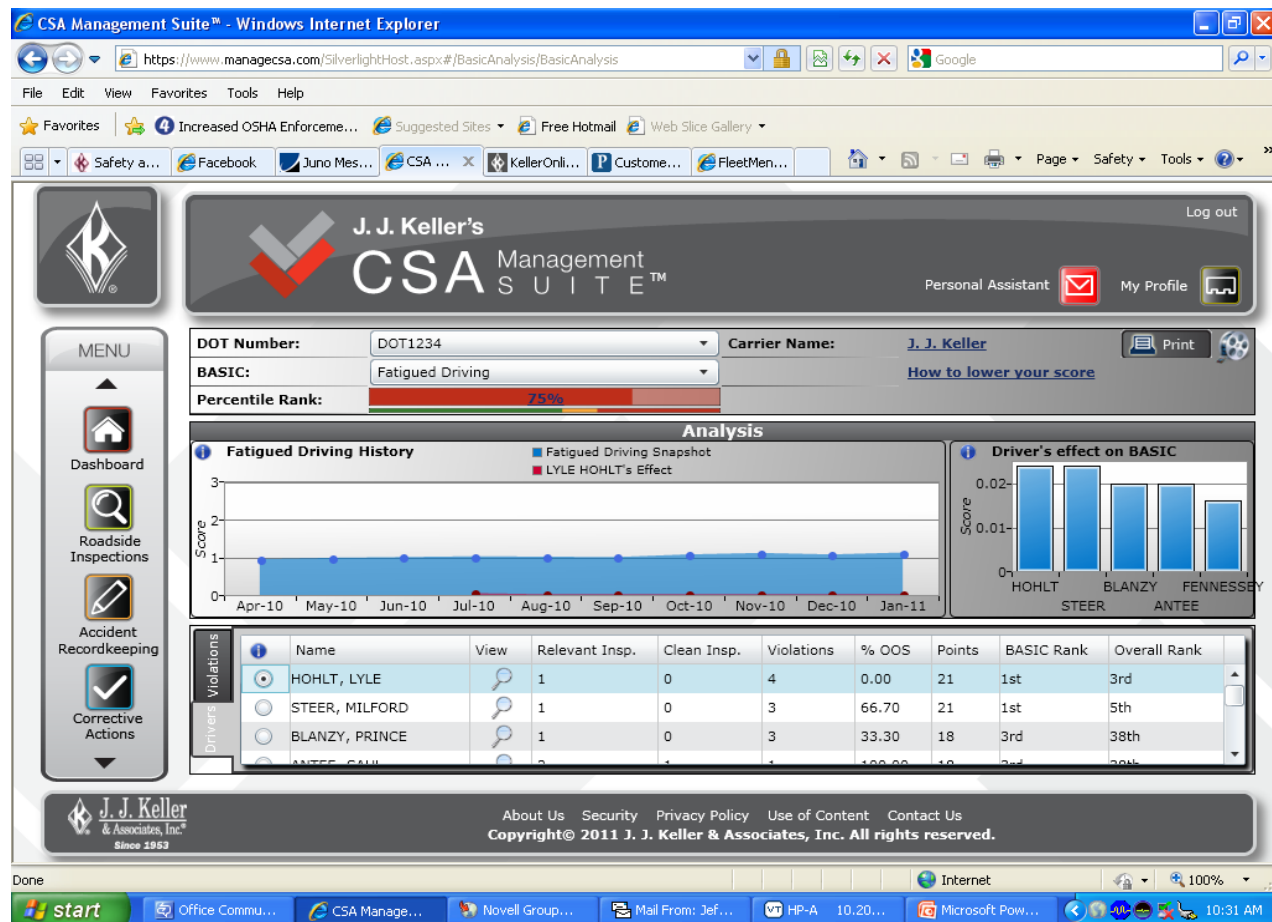 CSA Management Suite™ - Windows Internet Explorer
https://www.managecsa.com/SilverlightHost.aspx#/BasicAnalysis/BasicAnalysis
Google
File Edit View Favorites Tools Help
Favorites 4 Increased OSHA Enforceme... Suggested Sites Free Hotmail Web Slice Gallery
Safety a... Facebook Juno Mes... CSA ... KellerOnli... P Custome... FleetMen... Page Safety Tools
Log out
J. J. Keller's
CSA Management SUITE™
Personal Assistant My Profile
K ®
MENU
Dashboard
Roadside Inspections
Accident Recordkeeping
Corrective Actions
DOT Number: DOT1234 Carrier Name: J. J. Keller Print
BASIC: Fatigued Driving How to lower your score
Percentile Rank: 75%
Analysis
Fatigued Driving History
Fatigued Driving Snapshot
LYLE HOHLT's Effect
Score
3
2
1
0
Apr-10 May-10 Jun-10 Jul-10 Aug-10 Sep-10 Oct-10 Nov-10 Dec-10 Jan-11
Driver's effect on BASIC
Score
0.02
0.01
0
HOHLT BLANZY FENNESSEY
STEER ANTEE
Violations
Drivers
Name View Relevant Insp. Clean Insp. Violations % OOS Points BASIC Rank Overall Rank
HOHLT, LYLE 1 0 4 0.00 21 1st 3rd
STEER, MILFORD 1 0 3 66.70 21 1st 5th
BLANZY, PRINCE 1 0 3 33.30 18 3rd 38th
J. J. Keller
& Associates, Inc.®
Since 1953
About Us Security Privacy Policy Use of Content Contact Us
Copyright© 2011 J. J. Keller & Associates, Inc. All rights reserved.
Done Internet 100%
start Office Commu... CSA Manage... Novell Group... Mail From: Jef... VT HP-A 10.20... Microsoft Pow... 10:31 AM